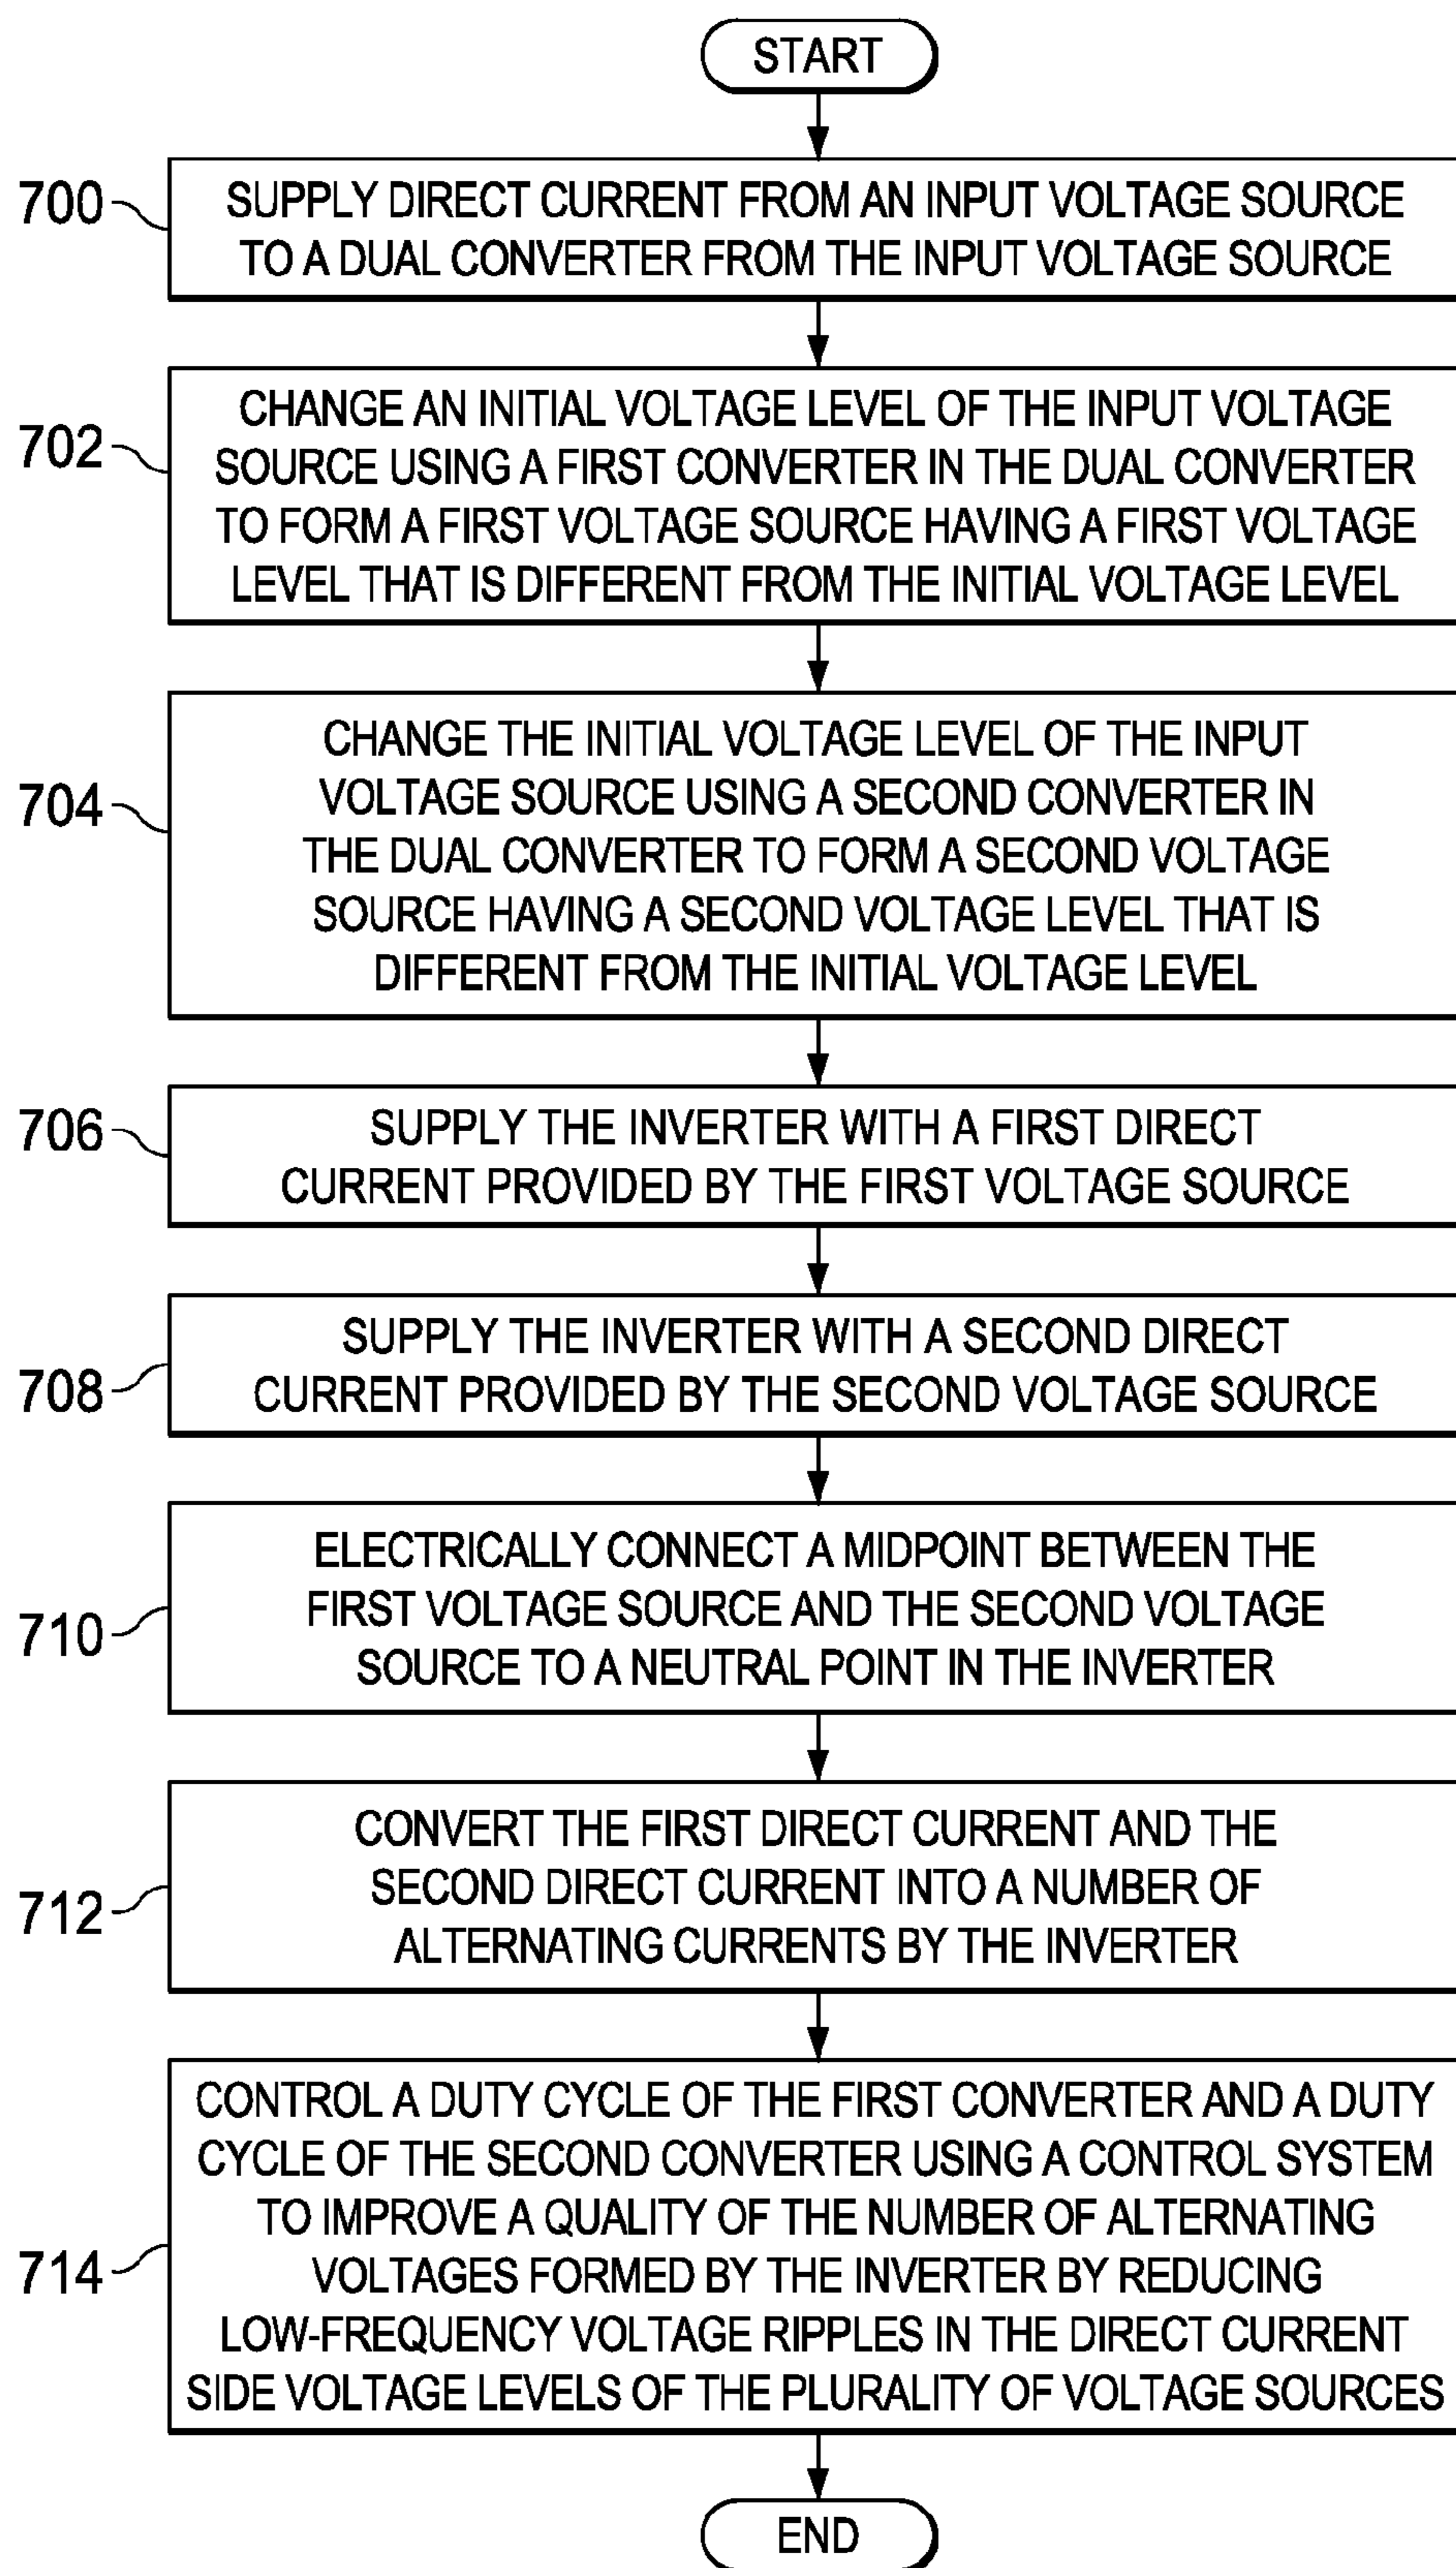 START
700
SUPPLY DIRECT CURRENT FROM AN INPUT VOLTAGE SOURCE
TO A DUAL CONVERTER FROM THE INPUT VOLTAGE SOURCE
702
CHANGE AN INITIAL VOLTAGE LEVEL OF THE INPUT VOLTAGE
SOURCE USING A FIRST CONVERTER IN THE DUAL CONVERTER
TO FORM A FIRST VOLTAGE SOURCE HAVING A FIRST VOLTAGE
LEVEL THAT IS DIFFERENT FROM THE INITIAL VOLTAGE LEVEL
704
CHANGE THE INITIAL VOLTAGE LEVEL OF THE INPUT
VOLTAGE SOURCE USING A SECOND CONVERTER IN
THE DUAL CONVERTER TO FORM A SECOND VOLTAGE
SOURCE HAVING A SECOND VOLTAGE LEVEL THAT IS
DIFFERENT FROM THE INITIAL VOLTAGE LEVEL
706
SUPPLY THE INVERTER WITH A FIRST DIRECT
CURRENT PROVIDED BY THE FIRST VOLTAGE SOURCE
708
SUPPLY THE INVERTER WITH A SECOND DIRECT
CURRENT PROVIDED BY THE SECOND VOLTAGE SOURCE
710
ELECTRICALLY CONNECT A MIDPOINT BETWEEN THE
FIRST VOLTAGE SOURCE AND THE SECOND VOLTAGE
SOURCE TO A NEUTRAL POINT IN THE INVERTER
712
CONVERT THE FIRST DIRECT CURRENT AND THE
SECOND DIRECT CURRENT INTO A NUMBER OF
ALTERNATING CURRENTS BY THE INVERTER
714
CONTROL A DUTY CYCLE OF THE FIRST CONVERTER AND A DUTY
CYCLE OF THE SECOND CONVERTER USING A CONTROL SYSTEM
TO IMPROVE A QUALITY OF THE NUMBER OF ALTERNATING
VOLTAGES FORMED BY THE INVERTER BY REDUCING
LOW-FREQUENCY VOLTAGE RIPPLES IN THE DIRECT CURRENT
SIDE VOLTAGE LEVELS OF THE PLURALITY OF VOLTAGE SOURCES
END